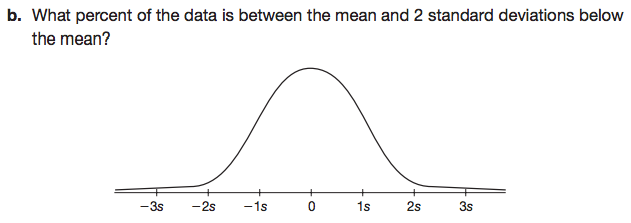 b. What percent of the data is between the mean and 2 standard deviations below
the mean?
−3s −2s −1s 0 1s 2s 3s